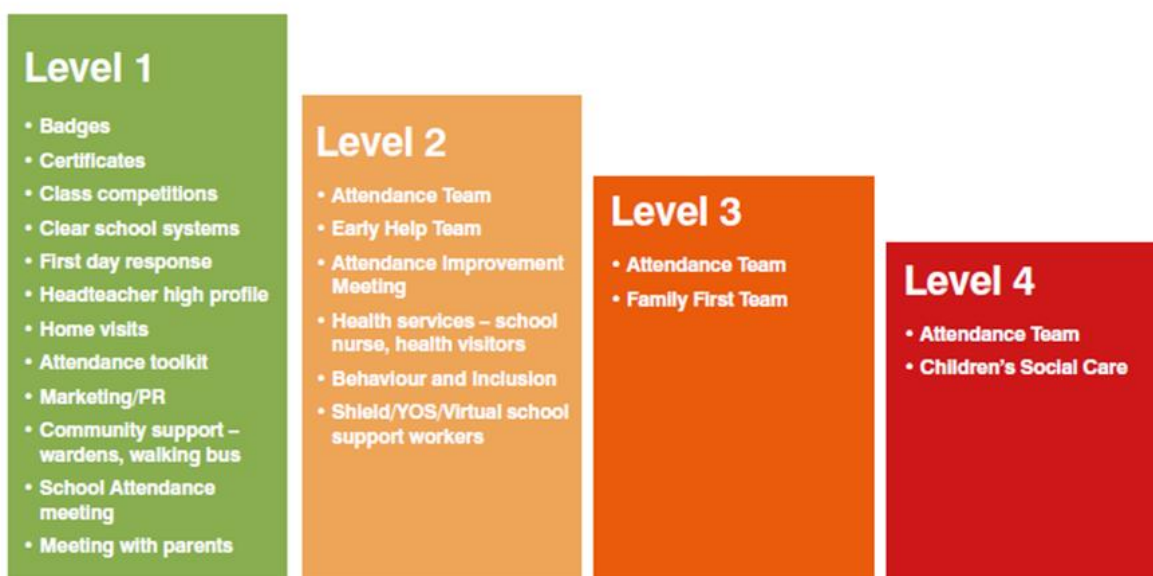 Level 1
• Badges
• Certificates
• Class competitions
• Clear school systems
• First day response
• Headteacher high profile
• Home visits
• Attendance toolkit
• Marketing/PR
• Community support –
wardens, walking bus
• School Attendance
meeting
• Meeting with parents
Level 2
• Attendance Team
• Early Help Team
• Attendance Improvement
Meeting
• Health services – school
nurse, health visitors
• Behaviour and Inclusion
• Shield/YOS/Virtual school
support workers
Level 3
• Attendance Team
• Family First Team
Level 4
• Attendance Team
• Children’s Social Care